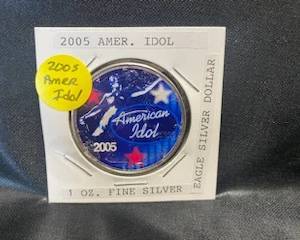 2005 AMER. IDOL
2005
Amer
Idol
American
Idol
2005
1 OZ. FINE SILVER
EAGLE SILVER DOLLAR